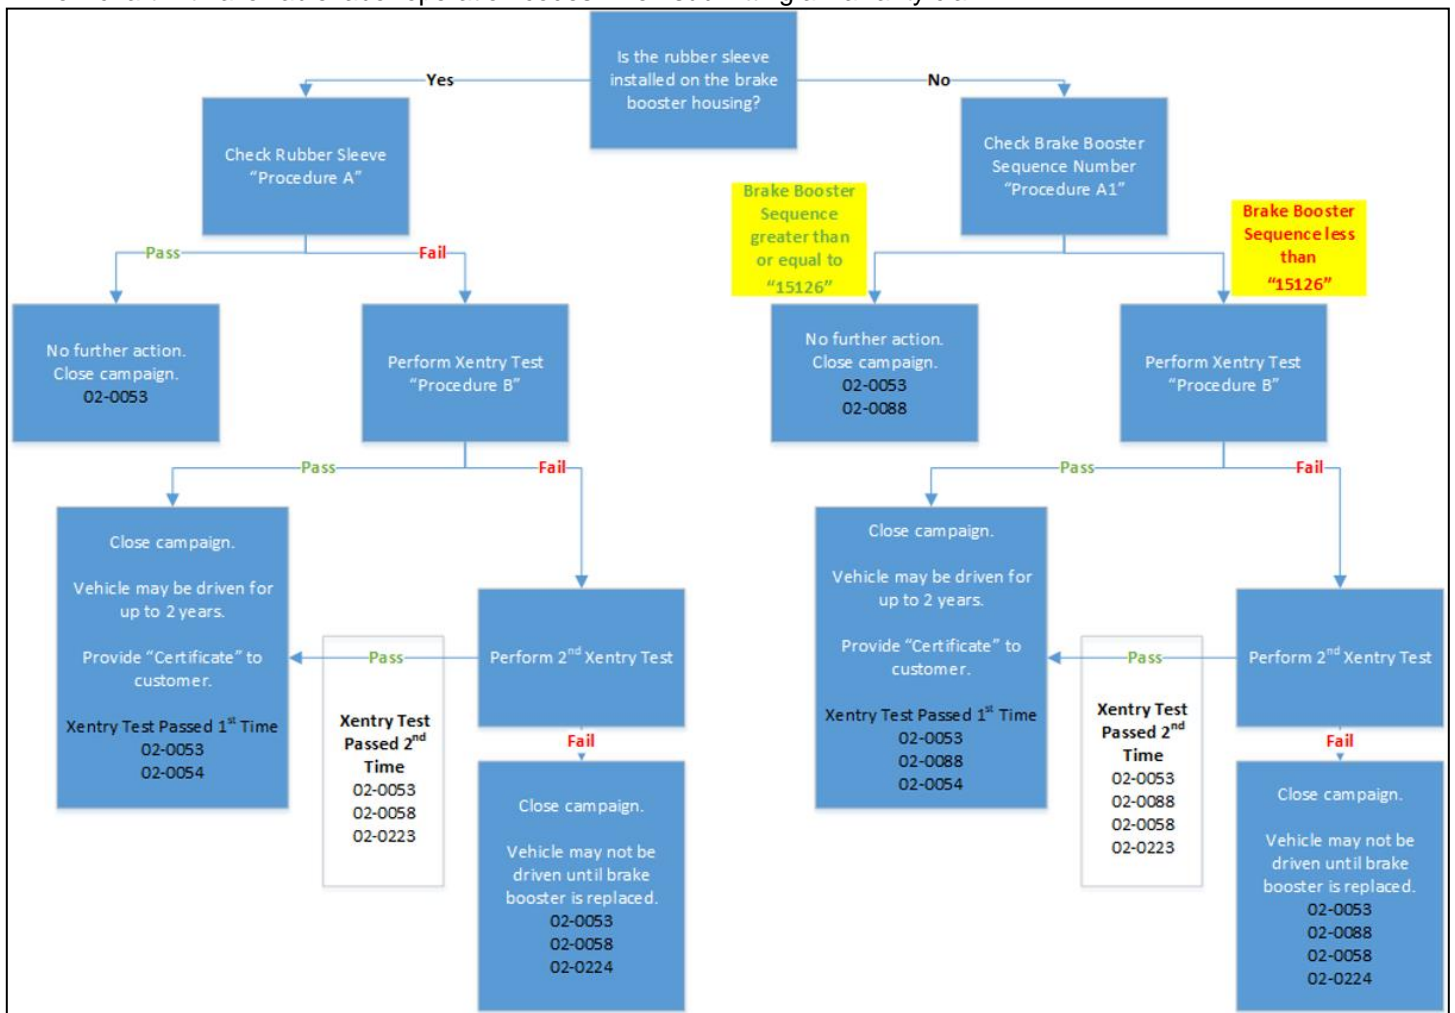 Is the rubber sleeve
installed on the brake
booster housing?
Yes
No
Check Rubber Sleeve
“Procedure A”
Check Brake Booster
Sequence Number
“Procedure A1”
Brake Booster
Sequence
greater than
or equal to
“15126”
Brake Booster
Sequence less
than
“15126”
Pass
Fail
No further action.
Close campaign.
02-0053
Perform Xentry Test
“Procedure B”
No further action.
Close campaign.
02-0053
02-0088
Perform Xentry Test
“Procedure B”
Pass
Fail
Pass
Fail
Close campaign.
Vehicle may be driven for
up to 2 years.
Provide “Certificate” to
customer.
Xentry Test Passed 1st Time
02-0053
02-0054
Pass
Perform 2nd Xentry Test
Xentry Test
Passed 2nd
Time
02-0053
02-0058
02-0223
Fail
Close campaign.
Vehicle may not be
driven until brake
booster is replaced.
02-0053
02-0058
02-0224
Close campaign.
Vehicle may be driven for
up to 2 years.
Provide “Certificate” to
customer.
Xentry Test Passed 1st Time
02-0053
02-0088
02-0054
Pass
Perform 2nd Xentry Test
Xentry Test
Passed 2nd
Time
02-0053
02-0088
02-0058
02-0223
Fail
Close campaign.
Vehicle may not be
driven until brake
booster is replaced.
02-0053
02-0088
02-0058
02-0224